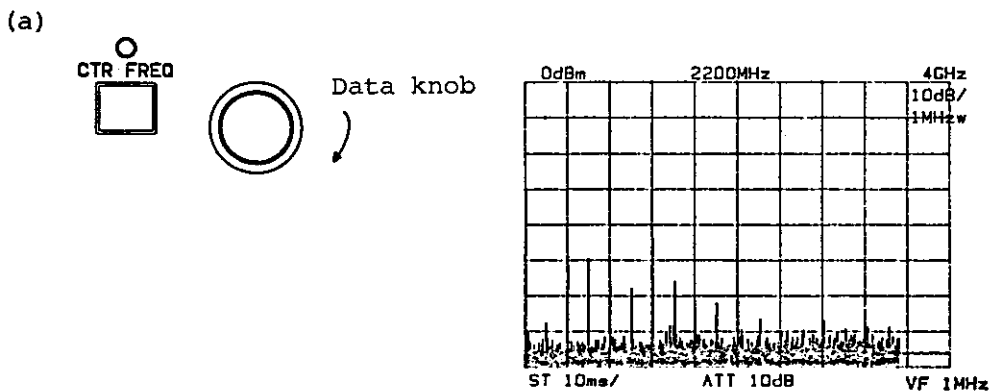 (a)
CTR FREQ
Data knob
0dBm 2200MHz 4GHz
10dB/
1MHzw
ST 10ms/ ATT 10dB VF 1MHz